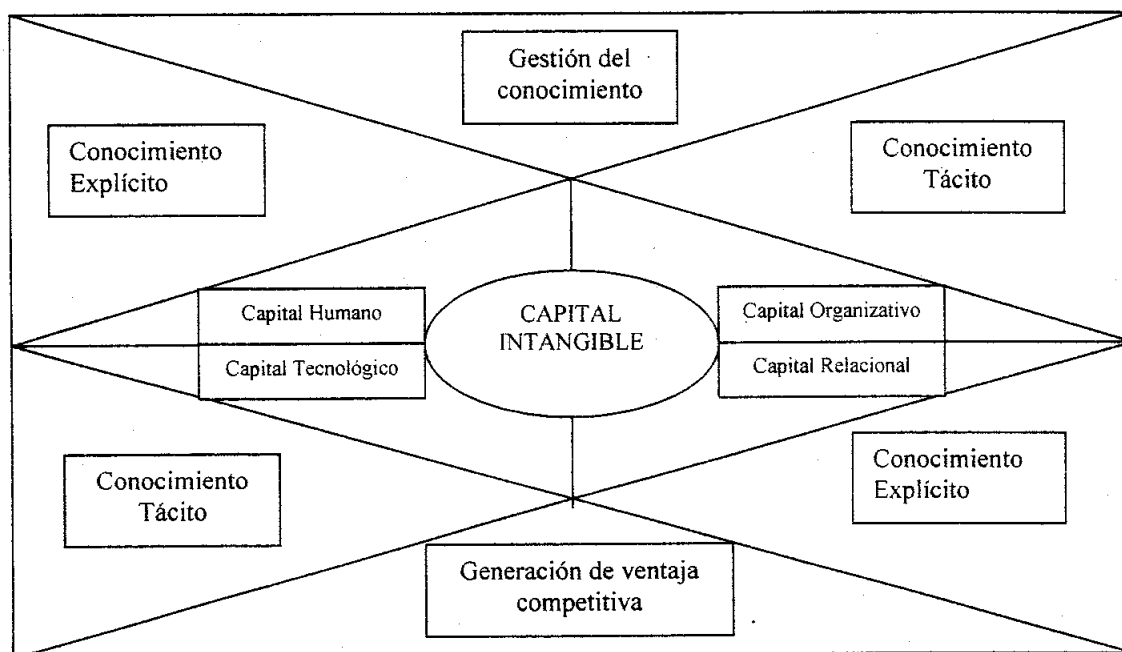 Gestión del
conocimiento
Conocimiento
Explícito
Conocimiento
Tácito
Capital Humano
CAPITAL
INTANGIBLE
Capital Organizativo
Capital Tecnológico
Capital Relacional
Conocimiento
Tácito
Conocimiento
Explícito
Generación de ventaja
competitiva